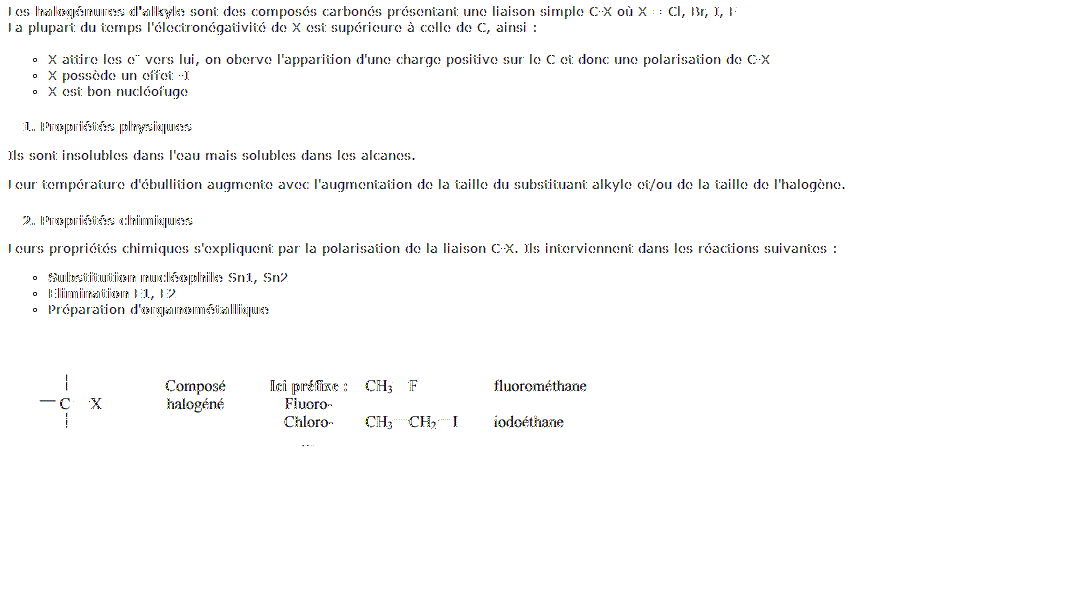 Les halogénures d'alkyle sont des composés carbonés présentant une liaison simple C-X où X = Cl, Br, I, F
La plupart du temps l'électronégativité de X est supérieure à celle de C, ainsi :
X attire les e⁻ vers lui, on oberve l'apparition d'une charge positive sur le C et donc une polarisation de C-X
X possède un effet -I
X est bon nucléofuge
1. Propriétés physiques
Ils sont insolubles dans l'eau mais solubles dans les alcanes.
Leur température d'ébullition augmente avec l'augmentation de la taille du substituant alkyle et/ou de la taille de l'halogène.
2. Propriétés chimiques
Leurs propriétés chimiques s'expliquent par la polarisation de la liaison C-X. Ils interviennent dans les réactions suivantes :
Substitution nucléophile Sn1, Sn2
Elimination E1, E2
Préparation d'organométallique
Composé Ici préfixe : CH₃ F fluorométhane
C X halogéné Fluoro-
Chloro- CH₃—CH₂—I iodoéthane
...